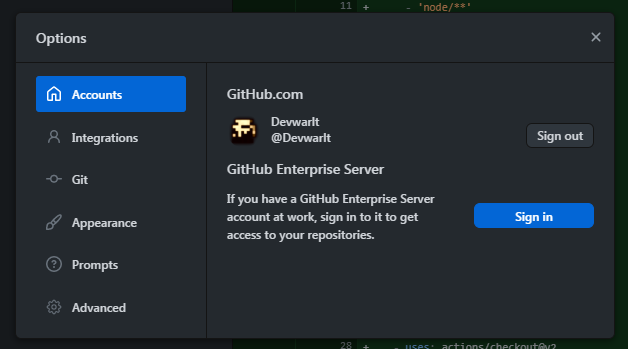 11 + - 'node/**'
Options
Accounts
Integrations
Git
Appearance
Prompts
Advanced
GitHub.com
Devwarlt
@Devwarlt
Sign out
GitHub Enterprise Server
If you have a GitHub Enterprise Server
account at work, sign in to it to get
access to your repositories.
Sign in
28 + - uses: actions/checkout@v2